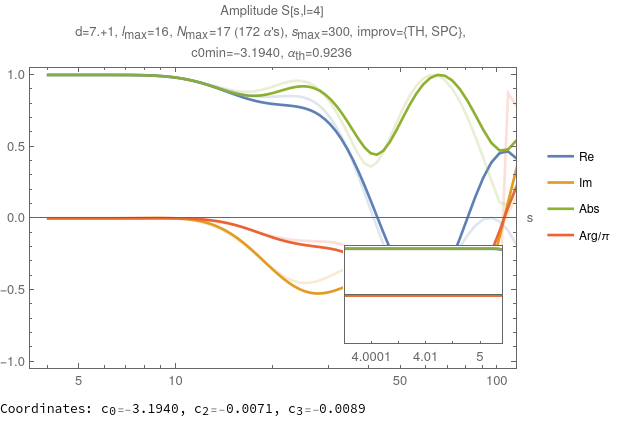 Amplitude S[s,l=4]
d=7.+1, lmax=16, Nmax=17 (172 α's), smax=300, improv={TH, SPC},
c0min=−3.1940, αth=0.9236
1.0
0.5
0.0
−0.5
−1.0
5
10
50
100
s
4.0001
4.01
5
Re
Im
Abs
Arg/π
Coordinates: c0=-3.1940, c2=-0.0071, c3=-0.0089